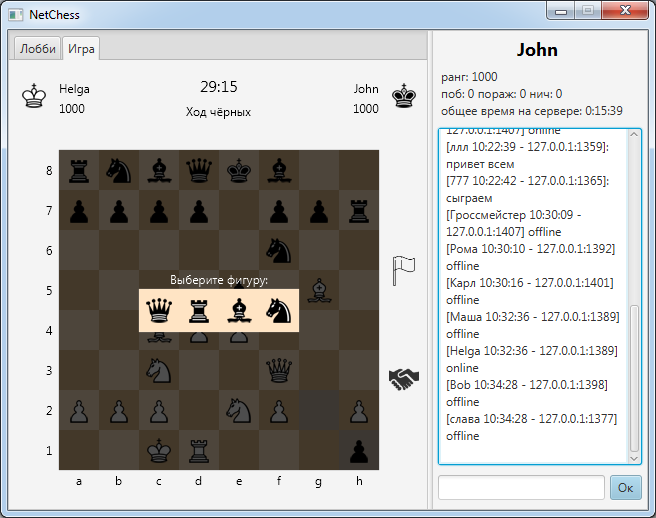 NetChess
Лобби
Игра
John
Helga
29:15
John
1000
Ход чёрных
1000
ранг: 1000
поб: 0 пораж: 0 нич: 0
общее время на сервере: 0:15:39
127.0.0.1:1407] online
[ллл 10:22:39 - 127.0.0.1:1359]:
привет всем
[777 10:22:42 - 127.0.0.1:1365]:
сыграем
[Гроссмейстер 10:30:09 -
127.0.0.1:1407] offline
[Рома 10:30:10 - 127.0.0.1:1392]
offline
[Карл 10:30:16 - 127.0.0.1:1401]
offline
[Маша 10:32:36 - 127.0.0.1:1389]
offline
[Helga 10:32:36 - 127.0.0.1:1389]
online
[Bob 10:34:28 - 127.0.0.1:1398]
offline
[слава 10:34:28 - 127.0.0.1:1377]
offline
Ок
8
7
6
Выберите фигуру:
5
4
3
2
1
a b c d e f g h